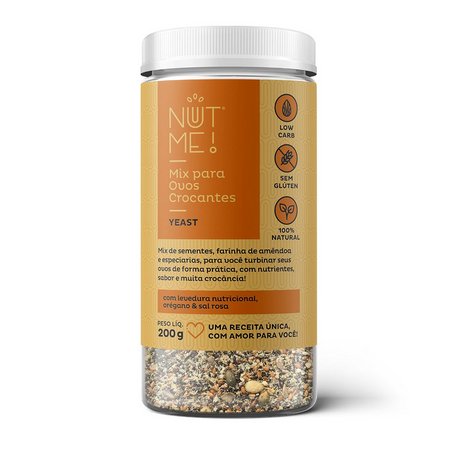 NUT
ME!
Mix para
Ovos
Crocantes
YEAST
LOW
CARB
SEM
GLÚTEN
100%
NATURAL
Mix de sementes, farinha de amêndoa
e especiarias, para você turbinar seus
ovos de forma prática, com nutrientes,
sabor e muita crocância!
com levedura nutricional,
orégano & sal rosa
PESO LÍQ.
200g
UMA RECEITA ÚNICA,
COM AMOR PARA VOCÊ!